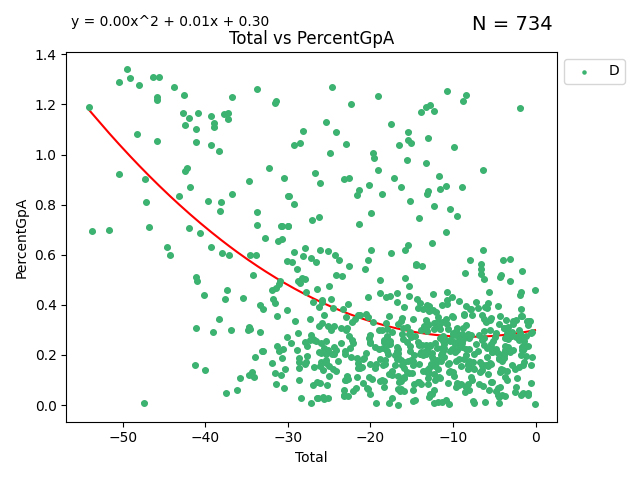 y = 0.00x^2 + 0.01x + 0.30
N = 734
Total vs PercentGpA
D
1.4
1.2
1.0
0.8
0.6
0.4
0.2
0.0
PercentGpA
−50
−40
−30
−20
−10
0
Total